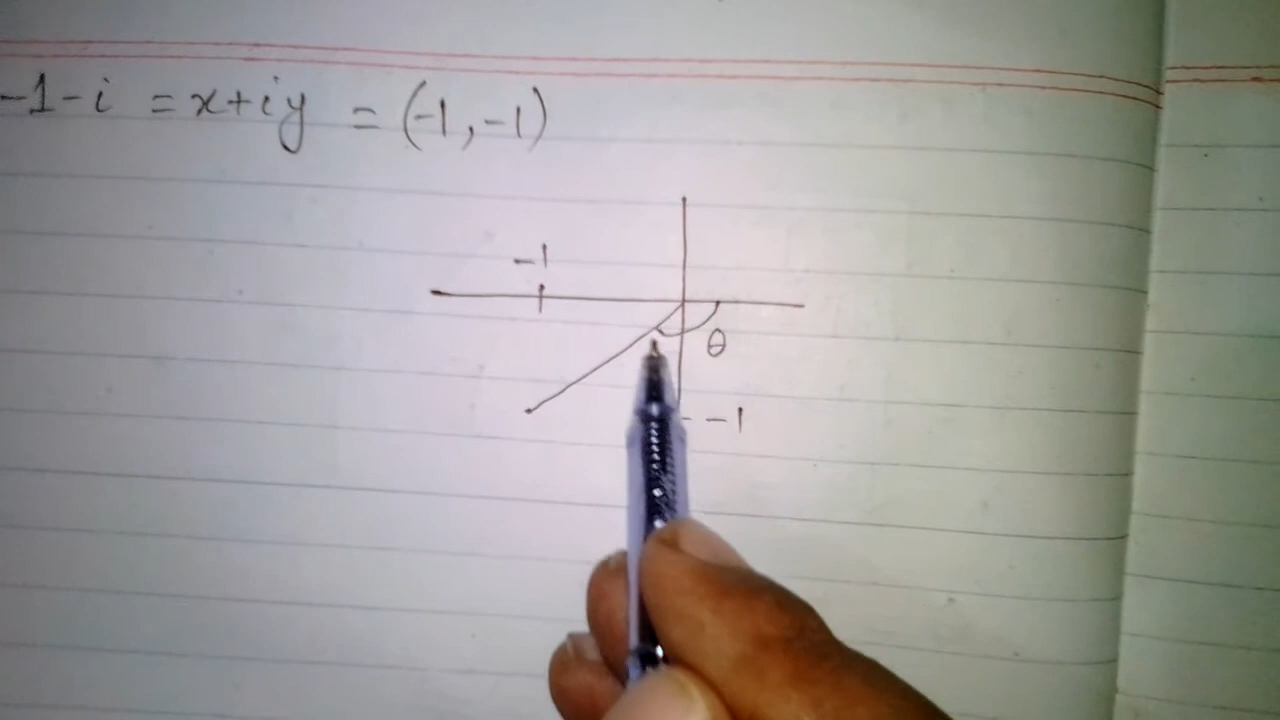 -1-i = x+iy = (-1,-1)
-1
θ
-1